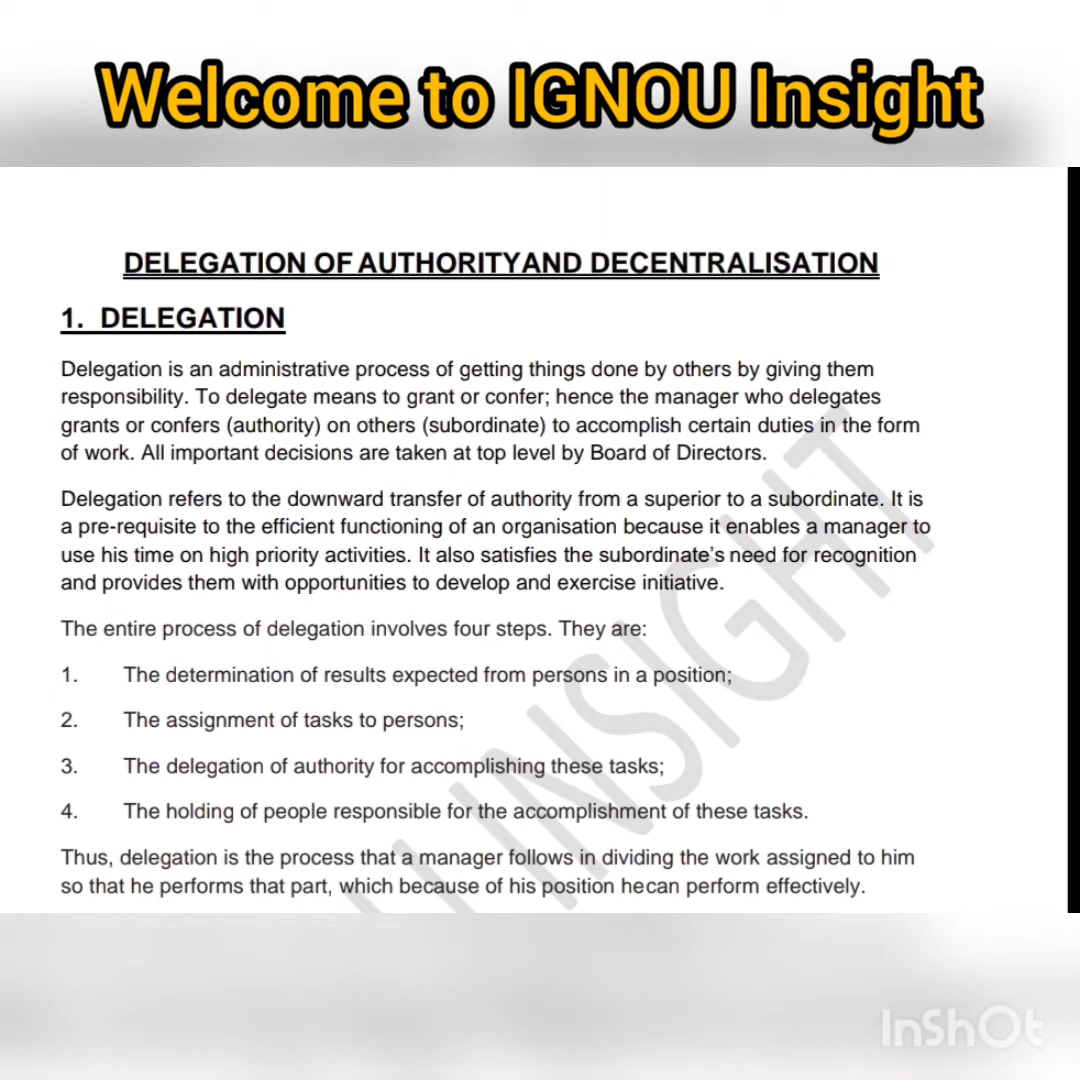 Welcome to IGNOU Insight
DELEGATION OF AUTHORITYAND DECENTRALISATION
1. DELEGATION
Delegation is an administrative process of getting things done by others by giving them
responsibility. To delegate means to grant or confer; hence the manager who delegates
grants or confers (authority) on others (subordinate) to accomplish certain duties in the form
of work. All important decisions are taken at top level by Board of Directors.
Delegation refers to the downward transfer of authority from a superior to a subordinate. It is
a pre-requisite to the efficient functioning of an organisation because it enables a manager to
use his time on high priority activities. It also satisfies the subordinate's need for recognition
and provides them with opportunities to develop and exercise initiative.
The entire process of delegation involves four steps. They are:
1. The determination of results expected from persons in a position;
2. The assignment of tasks to persons;
3. The delegation of authority for accomplishing these tasks;
4. The holding of people responsible for the accomplishment of these tasks.
Thus, delegation is the process that a manager follows in dividing the work assigned to him
so that he performs that part, which because of his position hecan perform effectively.
INSIGHT
InShOt